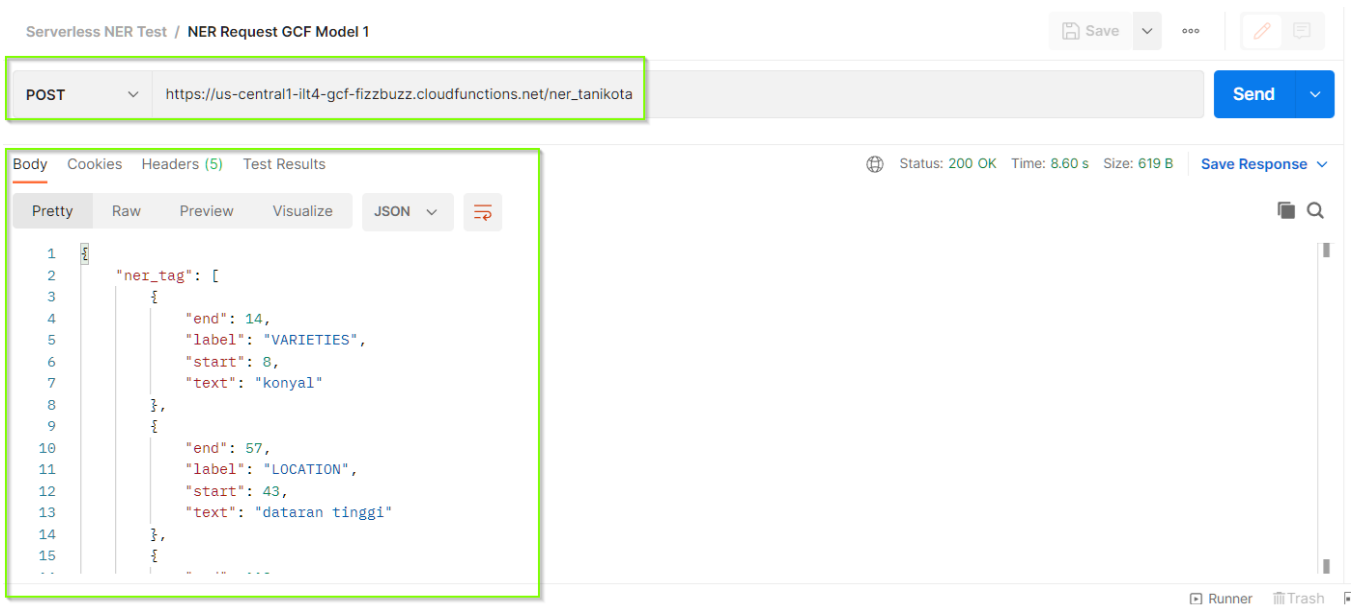 Serverless NER Test / NER Request GCF Model 1
Save
POST
https://us-central1-ilt4-gcf-fizzbuzz.cloudfunctions.net/ner_tanikota
Send
Body Cookies Headers (5) Test Results
Status: 200 OK Time: 8.60 s Size: 619 B Save Response
Pretty Raw Preview Visualize JSON
1 {
2 "ner_tag": [
3 {
4 "end": 14,
5 "label": "VARIETIES",
6 "start": 8,
7 "text": "konyal"
8 },
9 {
10 "end": 57,
11 "label": "LOCATION",
12 "start": 43,
13 "text": "dataran tinggi"
14 },
15 {
Runner Trash